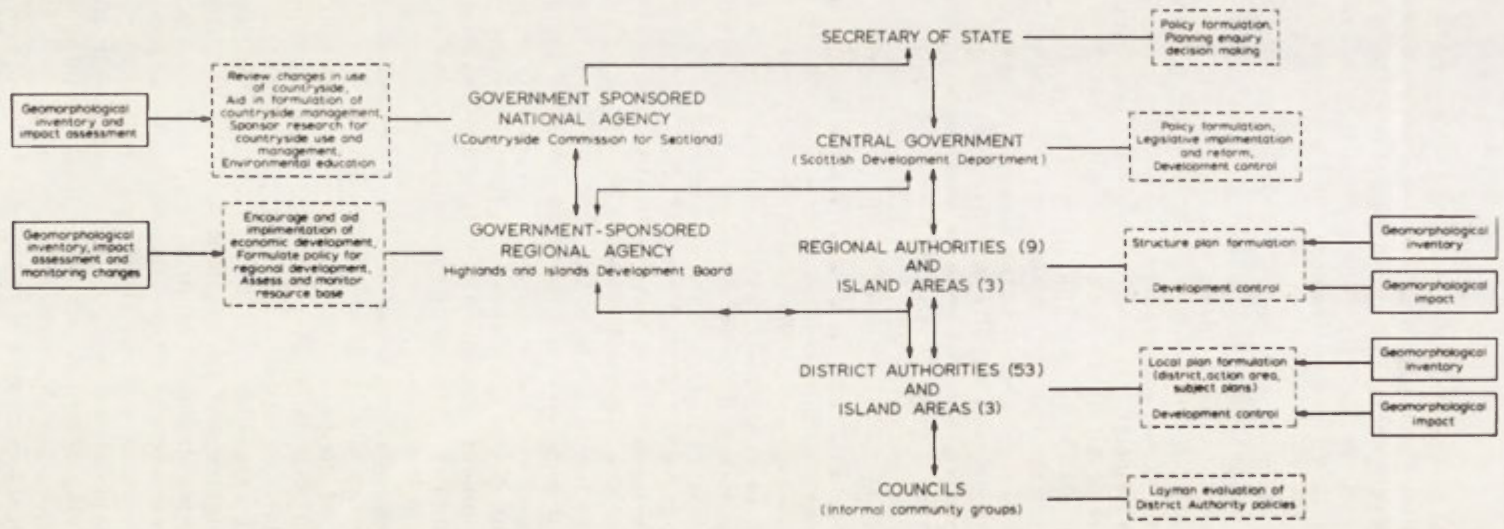 SECRETARY OF STATE
Policy formulation,
Planning enquiry
decision making
Geomorphological
inventory and
impact assessment
Review changes in use
of countryside,
Aid in formulation of
countryside management,
Sponsor research for
countryside use and
management,
Environmental education
GOVERNMENT SPONSORED
NATIONAL AGENCY
(Countryside Commission for Scotland)
CENTRAL GOVERNMENT
(Scottish Development Department)
Policy formulation,
Legislative implimentation
and reform,
Development control
Geomorphological
inventory, impact
assessment and
monitoring changes
Encourage and aid
implimentation of
economic development,
Formulate policy for
regional development,
Assess and monitor
resource base
GOVERNMENT-SPONSORED
REGIONAL AGENCY
Highlands and Islands Development Board
REGIONAL AUTHORITIES (9)
AND
ISLAND AREAS (3)
Structure plan formulation
Development control
Geomorphological
inventory
Geomorphological
impact
DISTRICT AUTHORITIES (53)
AND
ISLAND AREAS (3)
Local plan formulation
(district, action area,
subject plans)
Development control
Geomorphological
inventory
Geomorphological
impact
COUNCILS
(Informal community groups)
Layman evaluation of
District Authority policies